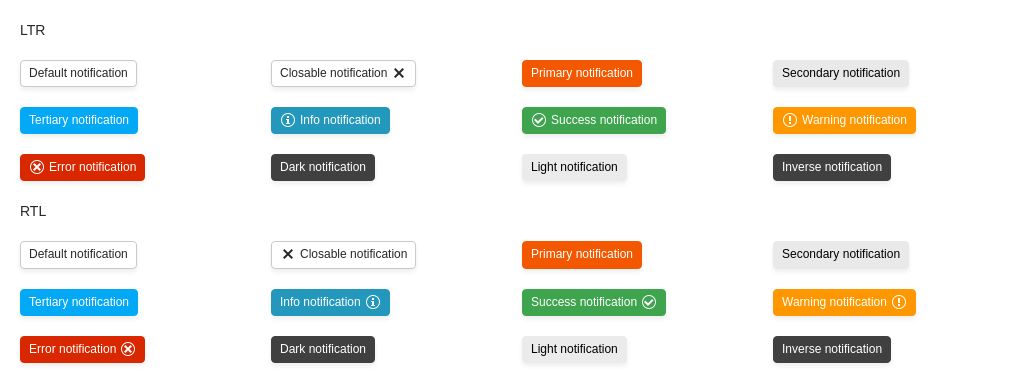 LTR
Default notification
Closable notification
Primary notification
Secondary notification
Tertiary notification
Info notification
Success notification
Warning notification
Error notification
Dark notification
Light notification
Inverse notification
RTL
Default notification
Closable notification
Primary notification
Secondary notification
Tertiary notification
Info notification
Success notification
Warning notification
Error notification
Dark notification
Light notification
Inverse notification